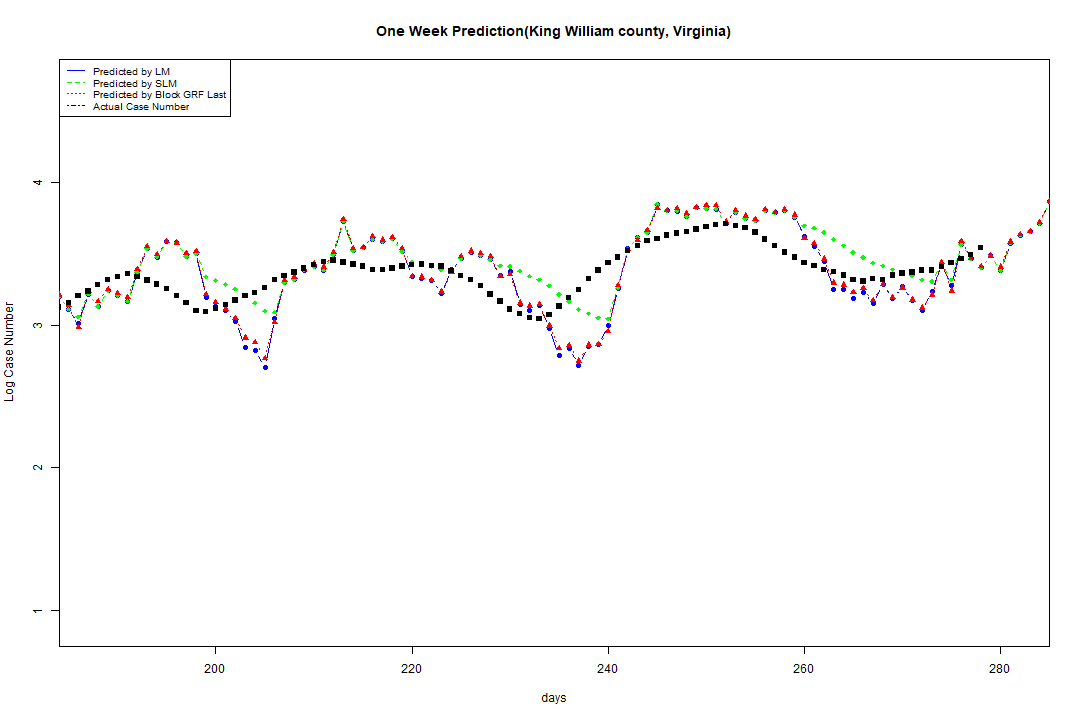 One Week Prediction(King William county, Virginia)
Predicted by LM
Predicted by SLM
Predicted by Block GRF Last
Actual Case Number
4
3
2
1
Log Case Number
200 220 240 260 280
days